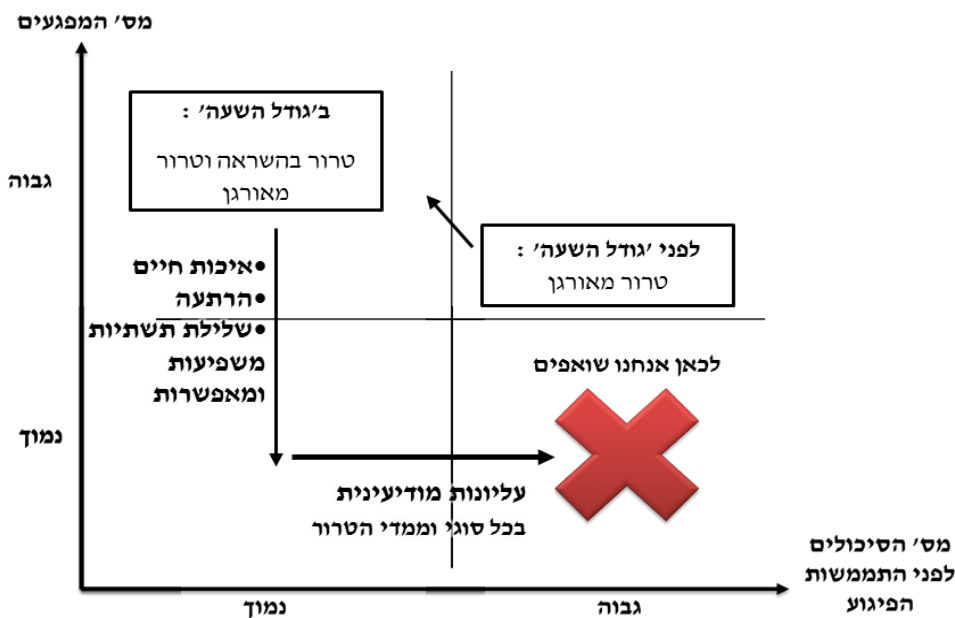 מס' המפגעים
ב'גודל השעה' :
טרור בהשראה וטרור
מאורגן
גבוה
לפני 'גודל השעה' :
טרור מאורגן
•איכות חיים
•הרתעה
•שלילת תשתיות
משפיעות
ומאפשרות
לכאן אנחנו שואפים
נמוך
עליונות מודיעינית
בכל סוגי וממדי הטרור
מס' הסיכולים
לפני התממשות
הפיגוע
גבוה
נמוך